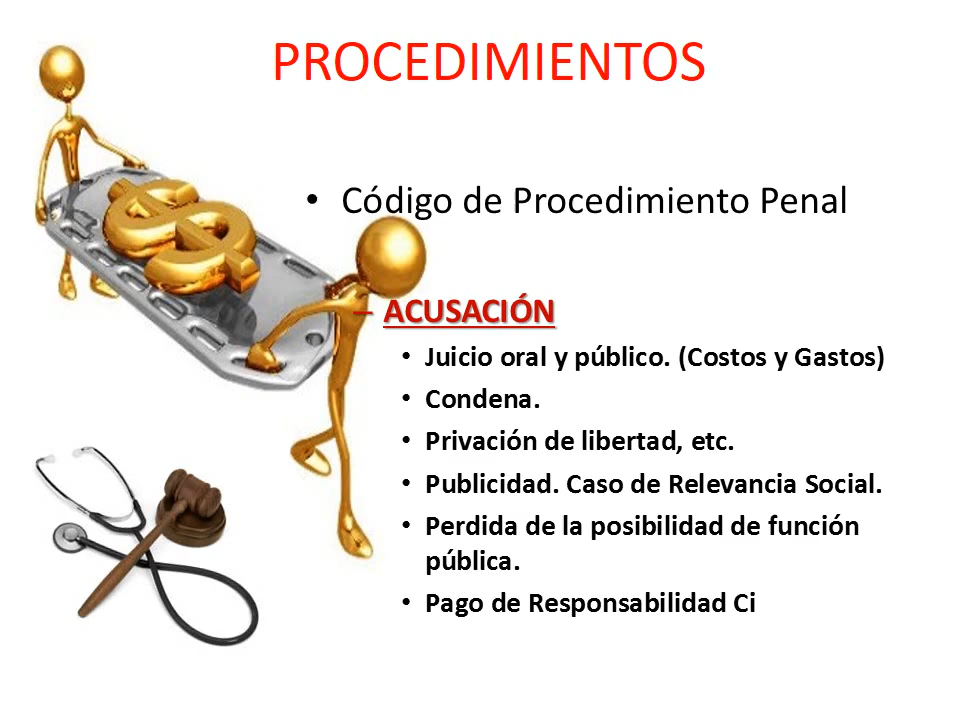 PROCEDIMIENTOS
• Código de Procedimiento Penal
– ACUSACIÓN
• Juicio oral y público. (Costos y Gastos)
• Condena.
• Privación de libertad, etc.
• Publicidad. Caso de Relevancia Social.
• Perdida de la posibilidad de función
pública.
• Pago de Responsabilidad Ci